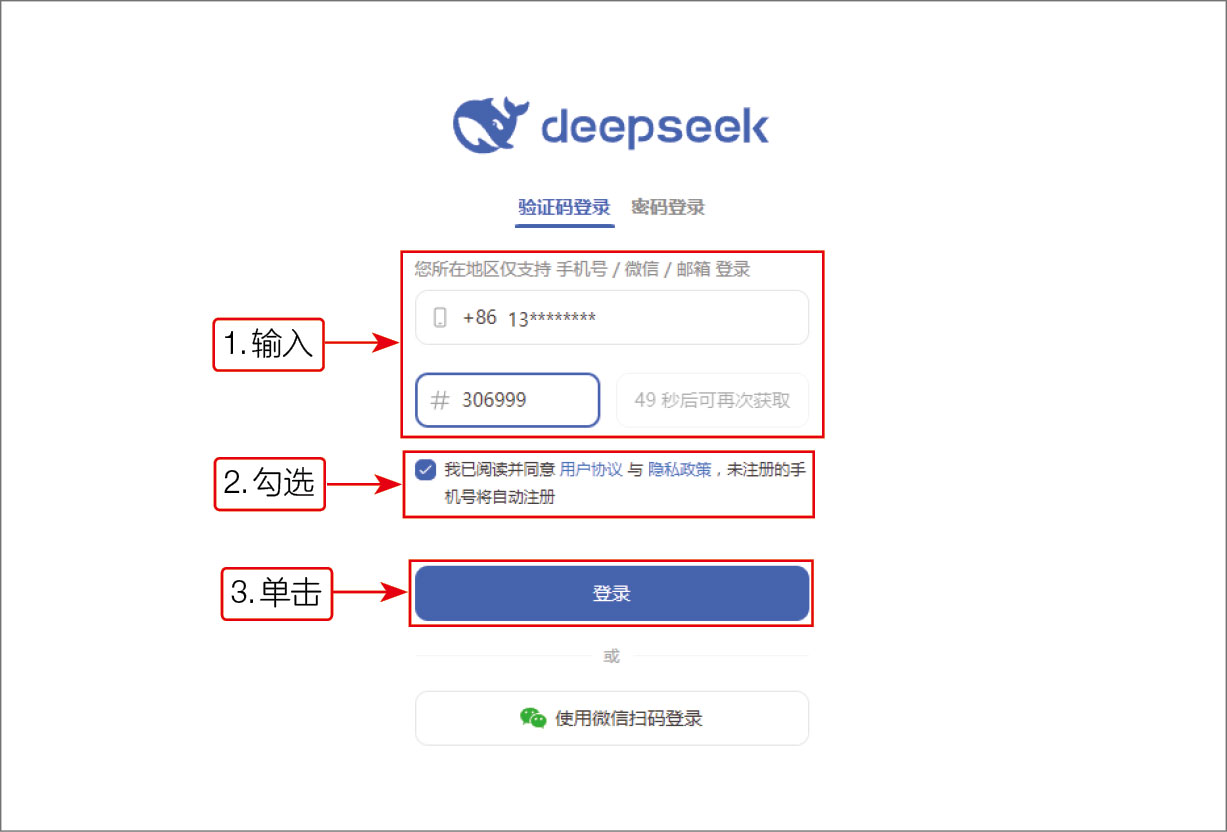 deepseek
验证码登录 密码登录
您所在地区仅支持 手机号 / 微信 / 邮箱 登录
+86 13********
1.输入
# 306999 49 秒后可再次获取
2.勾选
我已阅读并同意 用户协议 与 隐私政策，未注册的手
机号将自动注册
3.单击
登录
或
使用微信扫码登录